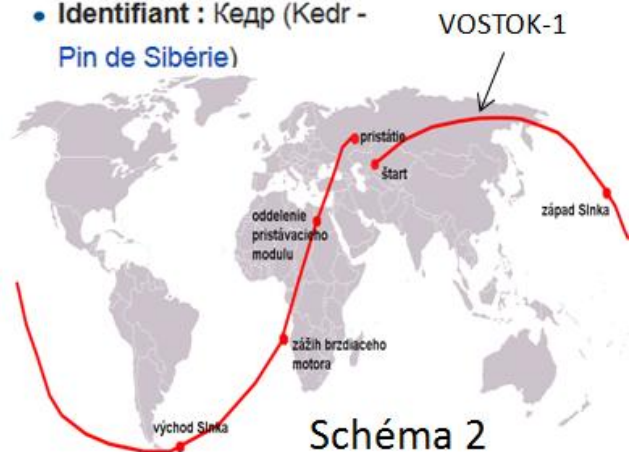 • Identifiant : Кедр (Kedr -
Pin de Sibérie)
VOSTOK-1
pristátie
štart
západ Slnka
oddelenie
pristávacieho
modulu
zážih brzdiaceho
motora
východ Slnka
Schéma 2